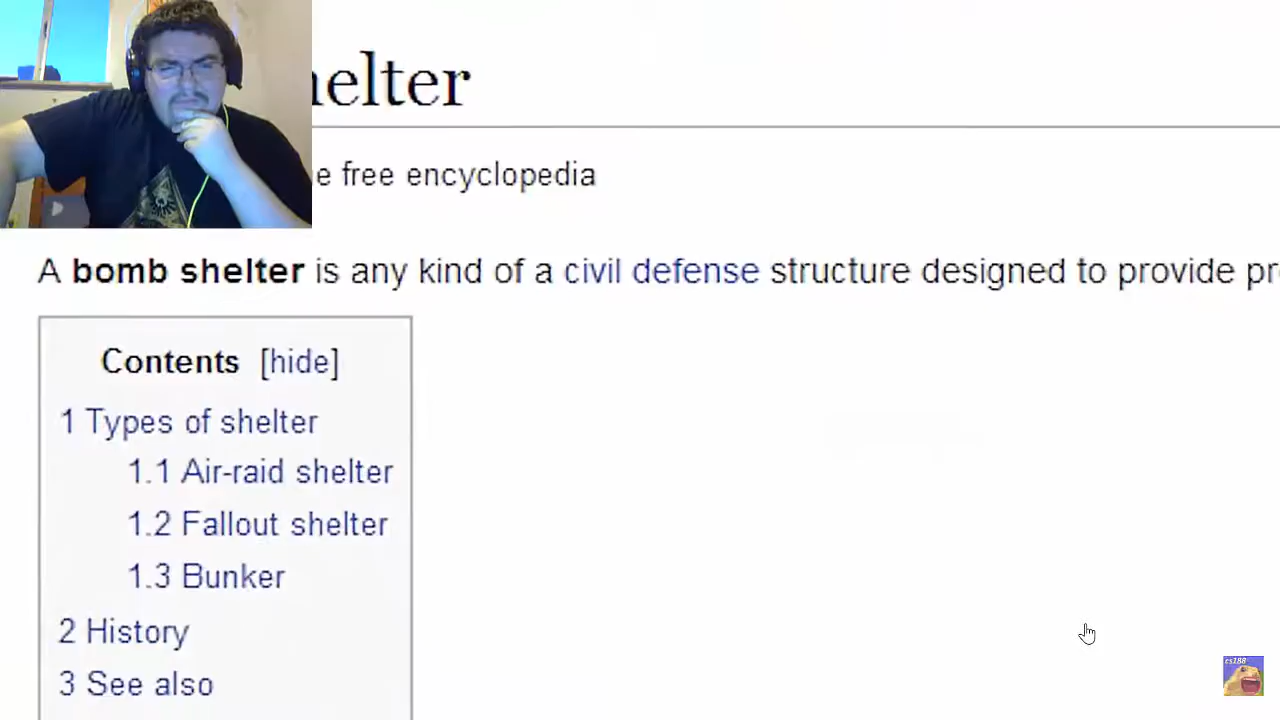 helter
e free encyclopedia
A bomb shelter is any kind of a civil defense structure designed to provide pr
Contents [hide]
1 Types of shelter
1.1 Air-raid shelter
1.2 Fallout shelter
1.3 Bunker
2 History
3 See also
cs188